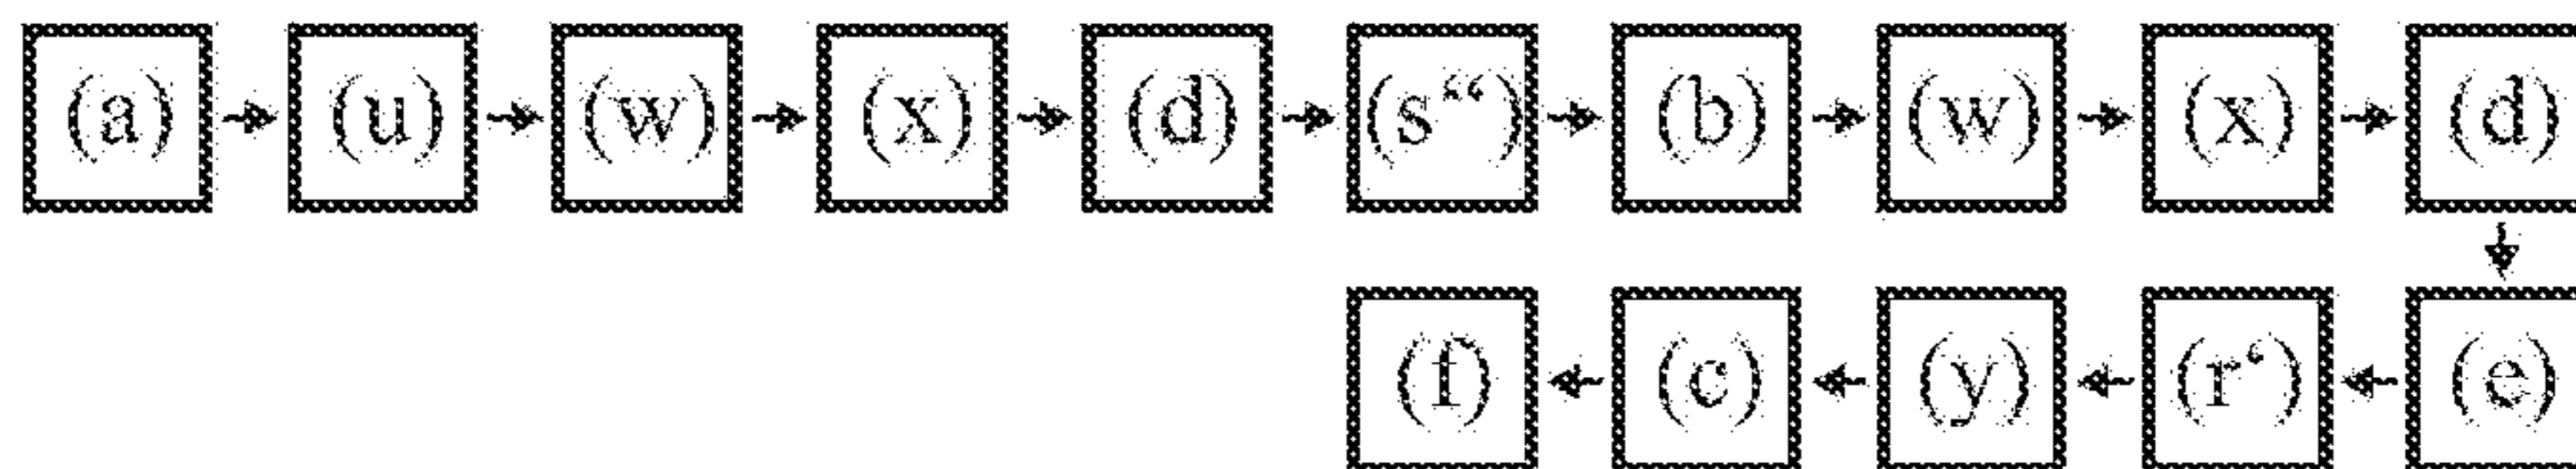 (a) (u) (w) (x) (d) (s“) (b) (w) (x) (d)
(f) (c) (y) (r‘) (e)